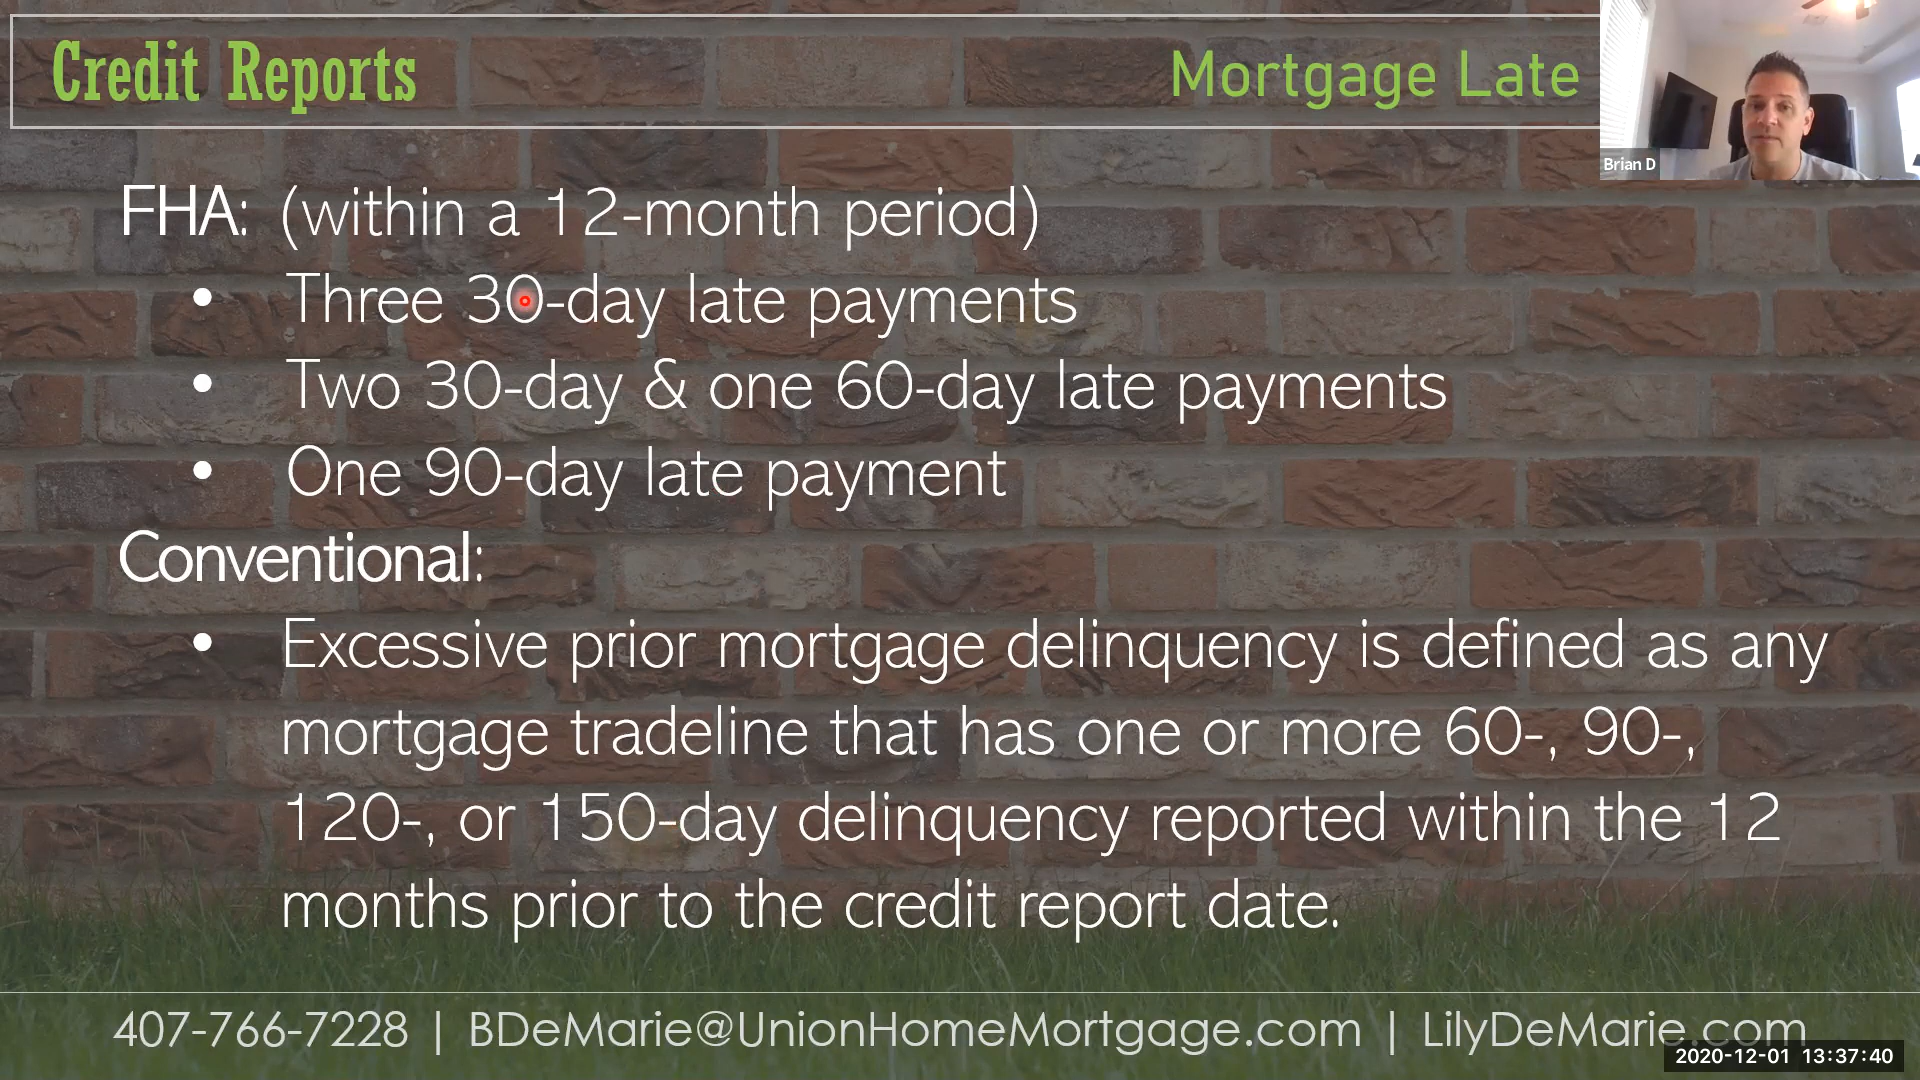 Credit Reports
Mortgage Late
Brian D
FHA: (within a 12-month period)
• Three 30-day late payments
• Two 30-day & one 60-day late payments
• One 90-day late payment
Conventional:
• Excessive prior mortgage delinquency is defined as any
mortgage tradeline that has one or more 60-, 90-,
120-, or 150-day delinquency reported within the 12
months prior to the credit report date.
407-766-7228 | BDeMarie@UnionHomeMortgage.com | LilyDeMarie.com
2020-12-01 13:37:40